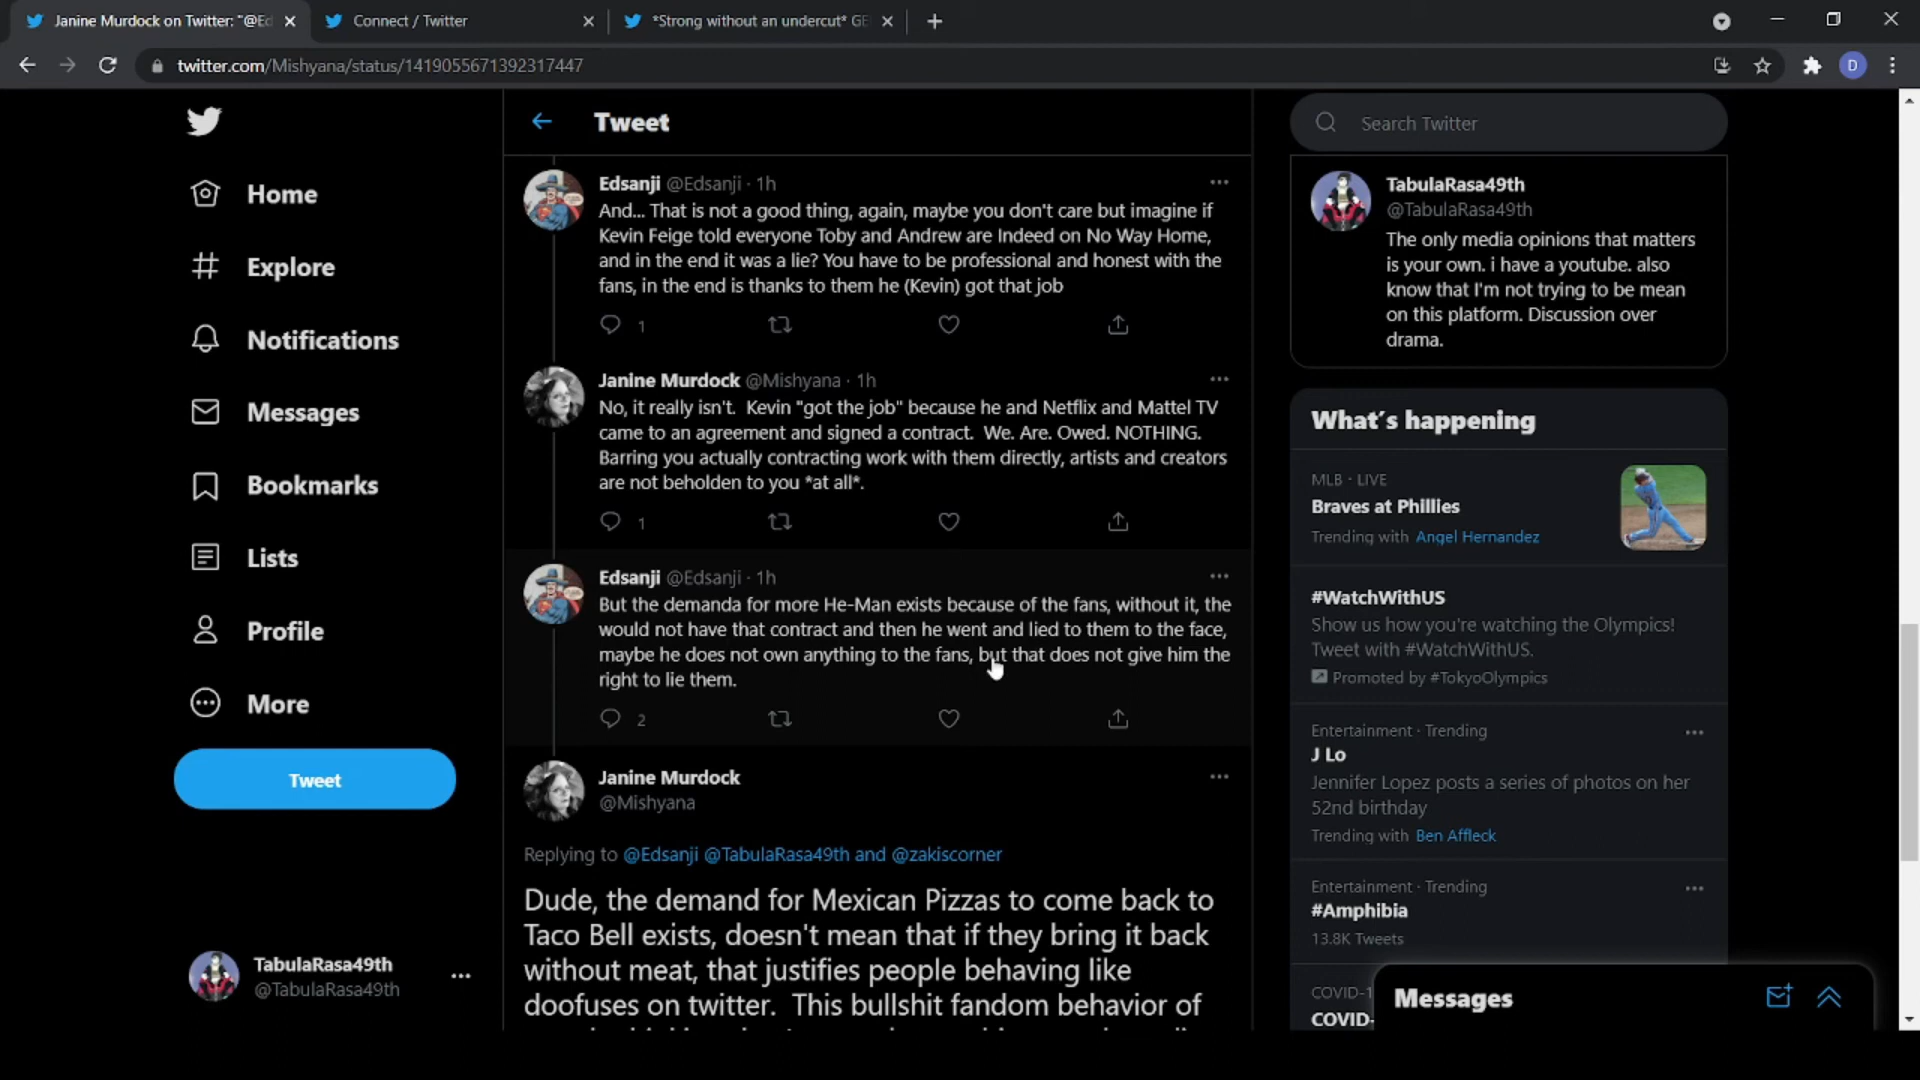 Janine Murdock on Twitter: "@Ed
Connect / Twitter
*Strong without an undercut* GE
twitter.com/Mishyana/status/1419055671392317447
D
Home
Explore
Notifications
Messages
Bookmarks
Lists
Profile
More
Tweet
TabulaRasa49th
@TabulaRasa49th
Tweet
Edsanji @Edsanji · 1h
And... That is not a good thing, again, maybe you don't care but imagine if
Kevin Feige told everyone Toby and Andrew are Indeed on No Way Home,
and in the end it was a lie? You have to be professional and honest with the
fans, in the end is thanks to them he (Kevin) got that job
1
Janine Murdock @Mishyana · 1h
No, it really isn't. Kevin "got the job" because he and Netflix and Mattel TV
came to an agreement and signed a contract. We. Are. Owed. NOTHING.
Barring you actually contracting work with them directly, artists and creators
are not beholden to you *at all*.
1
Edsanji @Edsanji · 1h
But the demanda for more He-Man exists because of the fans, without it, the
would not have that contract and then he went and lied to them to the face,
maybe he does not own anything to the fans, but that does not give him the
right to lie them.
2
Janine Murdock
@Mishyana
Replying to @Edsanji @TabulaRasa49th and @zakiscorner
Dude, the demand for Mexican Pizzas to come back to
Taco Bell exists, doesn't mean that if they bring it back
without meat, that justifies people behaving like
doofuses on twitter. This bullshit fandom behavior of
Search Twitter
TabulaRasa49th
@TabulaRasa49th
The only media opinions that matters
is your own. i have a youtube. also
know that I'm not trying to be mean
on this platform. Discussion over
drama.
What's happening
MLB · LIVE
Braves at Phillies
Trending with Angel Hernandez
#WatchWithUS
Show us how you're watching the Olympics!
Tweet with #WatchWithUS.
Promoted by #TokyoOlympics
Entertainment · Trending
J Lo
Jennifer Lopez posts a series of photos on her
52nd birthday
Trending with Ben Affleck
Entertainment · Trending
#Amphibia
13.8K Tweets
COVID-1
COVID-
Messages